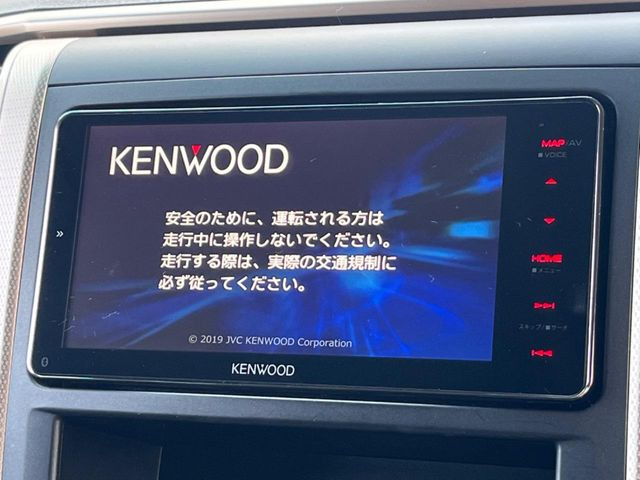 KENWOOD
安全のために、運転される方は
走行中に操作しないでください。
走行する際は、実際の交通規制に
必ず従ってください。
© 2019 JVC KENWOOD Corporation
KENWOOD
MAP/AV
■ VOICE
HOME
■メニュー
スキップ/■サーチ